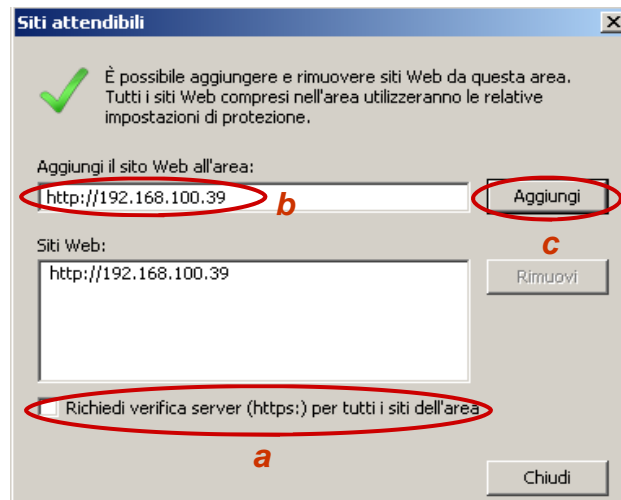 Siti attendibili
È possibile aggiungere e rimuovere siti Web da questa area.
Tutti i siti Web compresi nell'area utilizzeranno le relative
impostazioni di protezione.
Aggiungi il sito Web all'area:
http://192.168.100.39
b
Aggiungi
c
Siti Web:
http://192.168.100.39
Rimuovi
Richiedi verifica server (https:) per tutti i siti dell'area
a
Chiudi